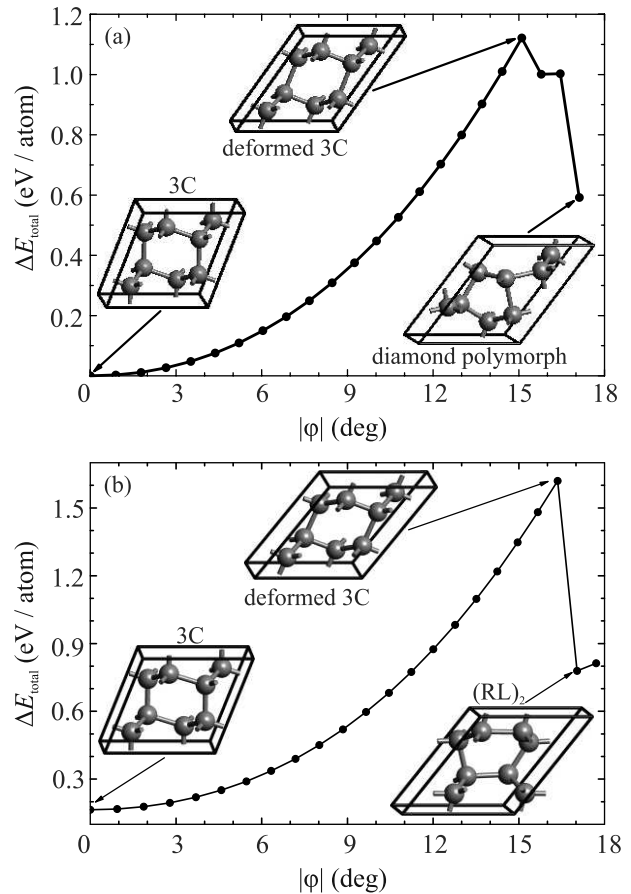 (a)
1.2
1.0
0.8
0.6
0.4
0.2
ΔE_total (eV / atom)
deformed 3C
3C
diamond polymorph
0 3 6 9 12 15 18
|φ| (deg)
(b)
1.5
1.2
0.9
0.6
0.3
ΔE_total (eV / atom)
deformed 3C
3C
(RL)₂
0 3 6 9 12 15 18
|φ| (deg)